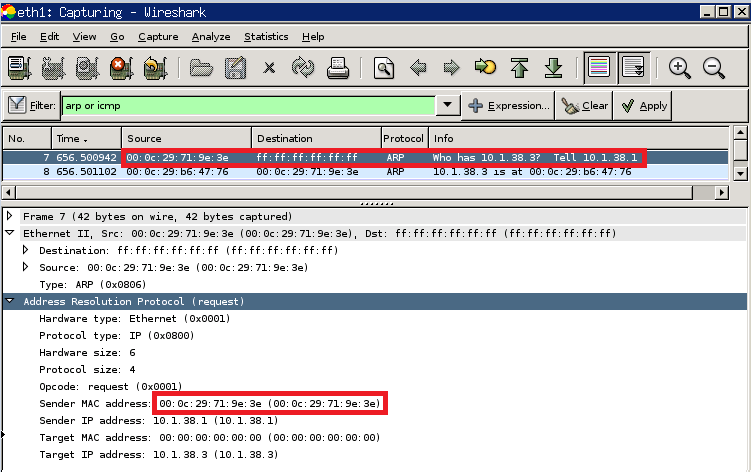 eth1: Capturing - Wireshark
File Edit View Go Capture Analyze Statistics Help
Filter: arp or icmp Expression... Clear Apply
No. Time Source Destination Protocol Info
7 656.500942 00:0c:29:71:9e:3e ff:ff:ff:ff:ff:ff ARP Who has 10.1.38.3? Tell 10.1.38.1
8 656.501102 00:0c:29:b6:47:76 00:0c:29:71:9e:3e ARP 10.1.38.3 is at 00:0c:29:b6:47:76
Frame 7 (42 bytes on wire, 42 bytes captured)
Ethernet II, Src: 00:0c:29:71:9e:3e (00:0c:29:71:9e:3e), Dst: ff:ff:ff:ff:ff:ff (ff:ff:ff:ff:ff:ff)
Destination: ff:ff:ff:ff:ff:ff (ff:ff:ff:ff:ff:ff)
Source: 00:0c:29:71:9e:3e (00:0c:29:71:9e:3e)
Type: ARP (0x0806)
Address Resolution Protocol (request)
Hardware type: Ethernet (0x0001)
Protocol type: IP (0x0800)
Hardware size: 6
Protocol size: 4
Opcode: request (0x0001)
Sender MAC address: 00:0c:29:71:9e:3e (00:0c:29:71:9e:3e)
Sender IP address: 10.1.38.1 (10.1.38.1)
Target MAC address: 00:00:00:00:00:00 (00:00:00:00:00:00)
Target IP address: 10.1.38.3 (10.1.38.3)